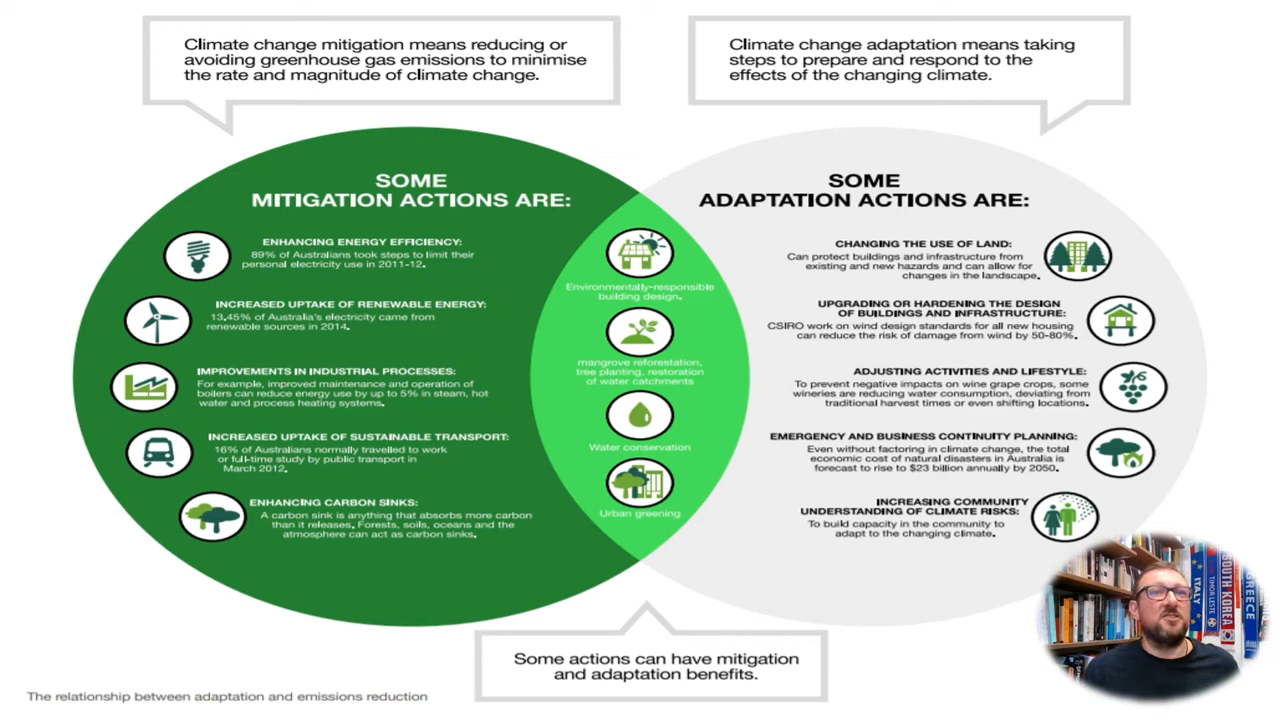 Climate change mitigation means reducing or
avoiding greenhouse gas emissions to minimise
the rate and magnitude of climate change.
Climate change adaptation means taking
steps to prepare and respond to the
effects of the changing climate.
SOME
MITIGATION ACTIONS ARE:
ENHANCING ENERGY EFFICIENCY:
89% of Australians took steps to limit their
personal electricity use in 2011-12.
INCREASED UPTAKE OF RENEWABLE ENERGY:
13.45% of Australia's electricity came from
renewable sources in 2014.
IMPROVEMENTS IN INDUSTRIAL PROCESSES:
For example, improved maintenance and operation of
boilers can reduce energy use by up to 5% in steam, hot
water and process heating systems.
INCREASED UPTAKE OF SUSTAINABLE TRANSPORT:
16% of Australians normally travelled to work
or full-time study by public transport in
March 2012.
ENHANCING CARBON SINKS:
A carbon sink is anything that absorbs more carbon
than it releases. Forests, soils, oceans and the
atmosphere can act as carbon sinks.
Environmentally-responsible
building design.
mangrove reforestation,
tree planting, restoration
of water catchments
Water conservation
Urban greening
SOME
ADAPTATION ACTIONS ARE:
CHANGING THE USE OF LAND:
Can protect buildings and infrastructure from
existing and new hazards and can allow for
changes in the landscape.
UPGRADING OR HARDENING THE DESIGN
OF BUILDINGS AND INFRASTRUCTURE:
CSIRO work on wind design standards for all new housing
can reduce the risk of damage from wind by 50-80%.
ADJUSTING ACTIVITIES AND LIFESTYLE:
To prevent negative impacts on wine grape crops, some
wineries are reducing water consumption, deviating from
traditional harvest times or even shifting locations.
EMERGENCY AND BUSINESS CONTINUITY PLANNING:
Even without factoring in climate change, the total
economic cost of natural disasters in Australia is
forecast to rise to $23 billion annually by 2050.
INCREASING COMMUNITY
UNDERSTANDING OF CLIMATE RISKS:
To build capacity in the community to
adapt to the changing climate.
Some actions can have mitigation
and adaptation benefits.
The relationship between adaptation and emissions reduction
ITALY
TIMOR LESTE
SOUTH KOREA
GREECE